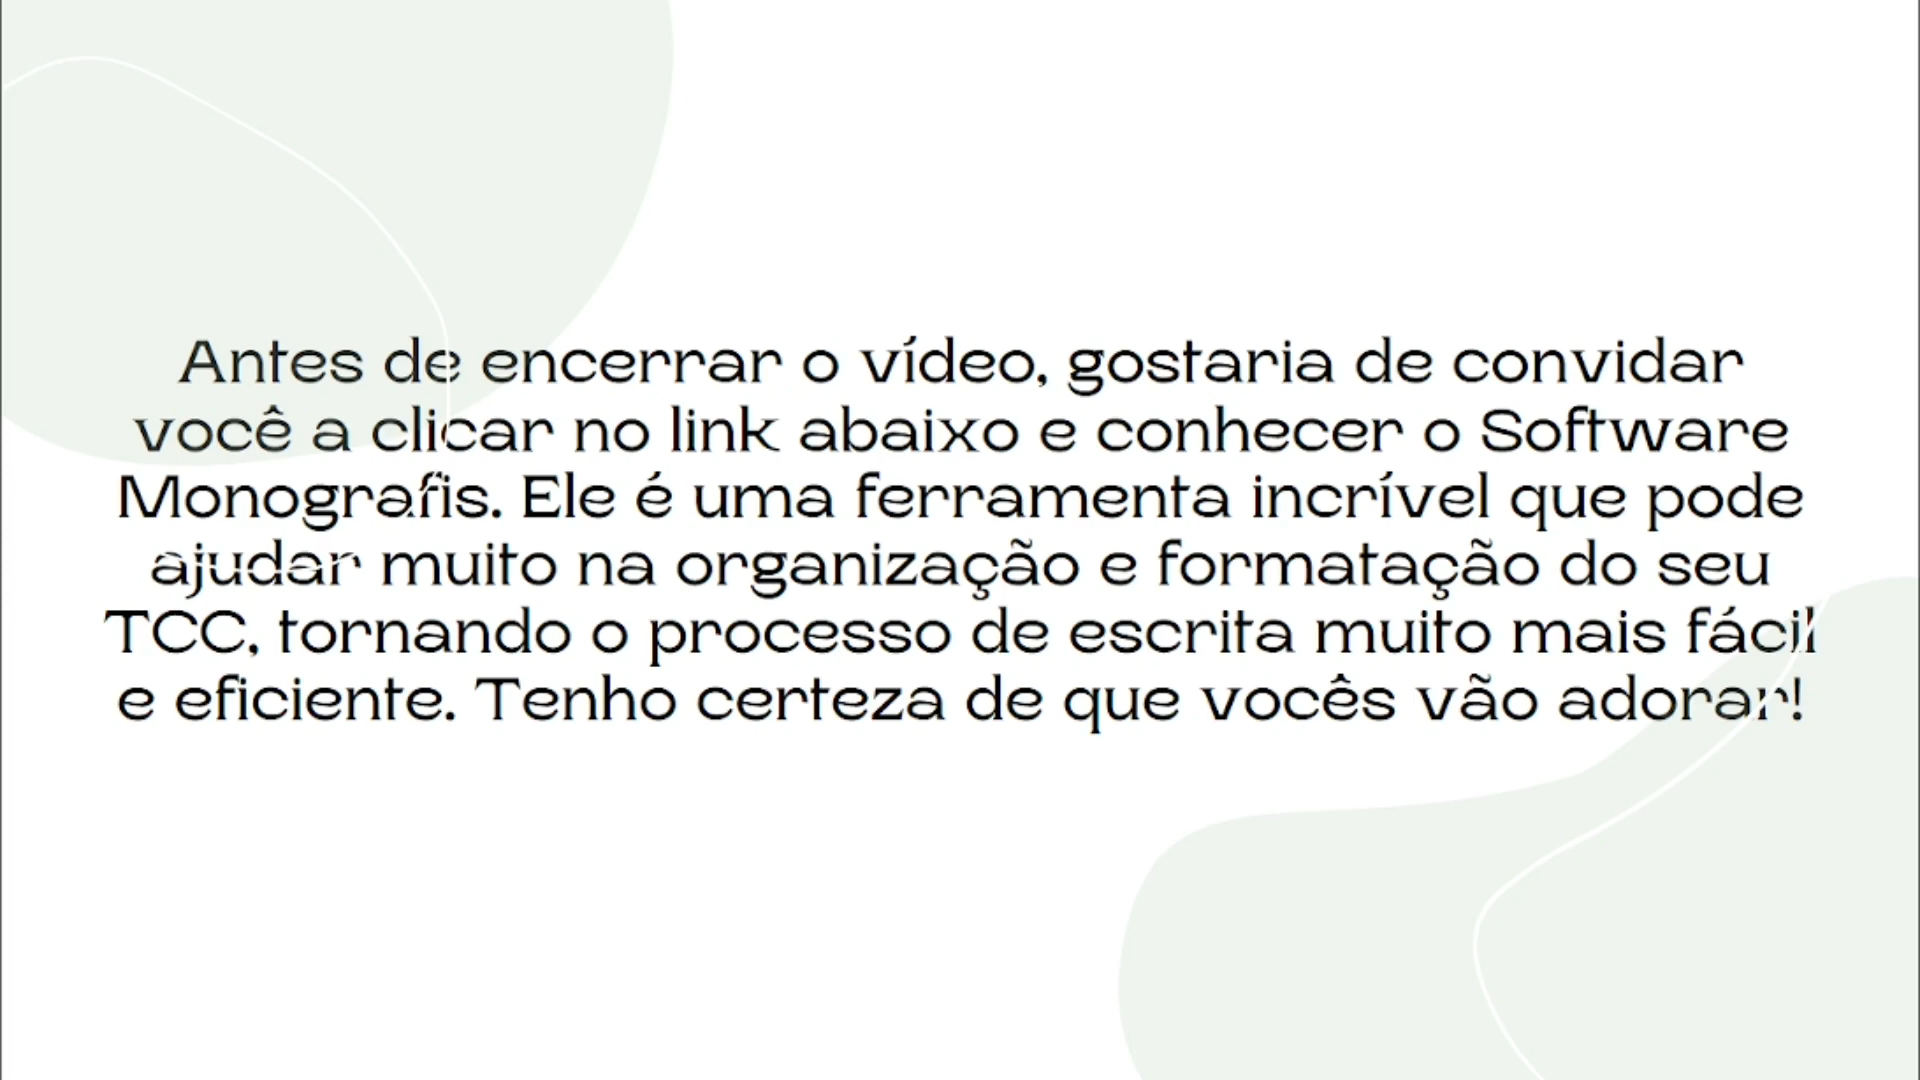 Antes de encerrar o vídeo, gostaria de convidar
você a clicar no link abaixo e conhecer o Software
Monografis. Ele é uma ferramenta incrível que pode
ajudar muito na organização e formatação do seu
TCC, tornando o processo de escrita muito mais fácil
e eficiente. Tenho certeza de que vocês vão adorar!